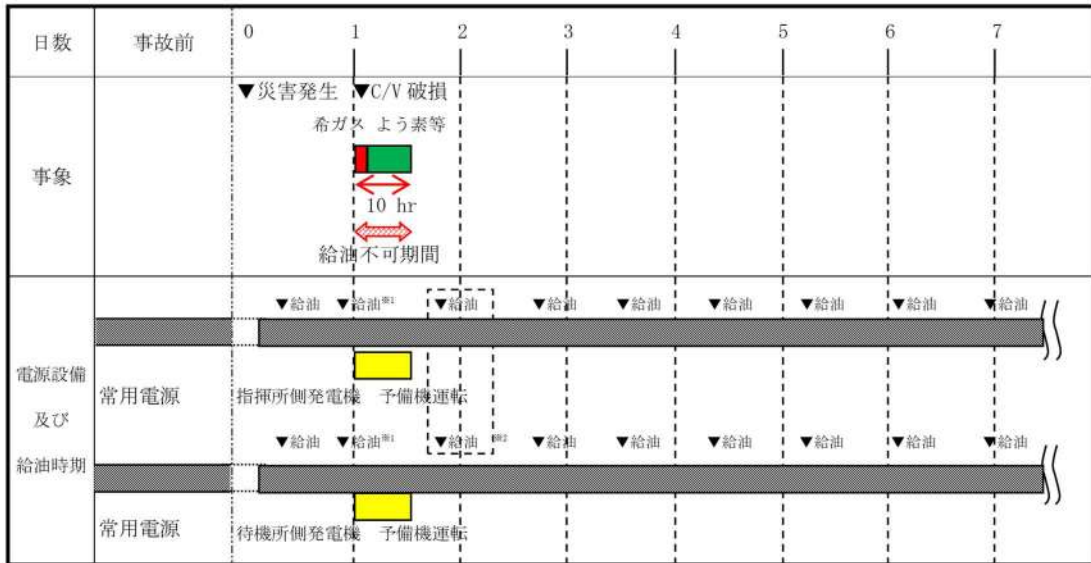 日数 事故前 0 1 2 3 4 5 6 7
▼災害発生 ▼C/V 破損
希ガス よう素等
事象
10 hr
給油不可期間
▼給油 ▼給油※1 ▼給油 ▼給油 ▼給油 ▼給油 ▼給油 ▼給油 ▼給油
電源設備
及び
給油時期
常用電源 指揮所側発電機 予備機運転
▼給油 ▼給油※1 ▼給油 ※2 ▼給油 ▼給油 ▼給油 ▼給油 ▼給油 ▼給油
常用電源 待機所側発電機 予備機運転